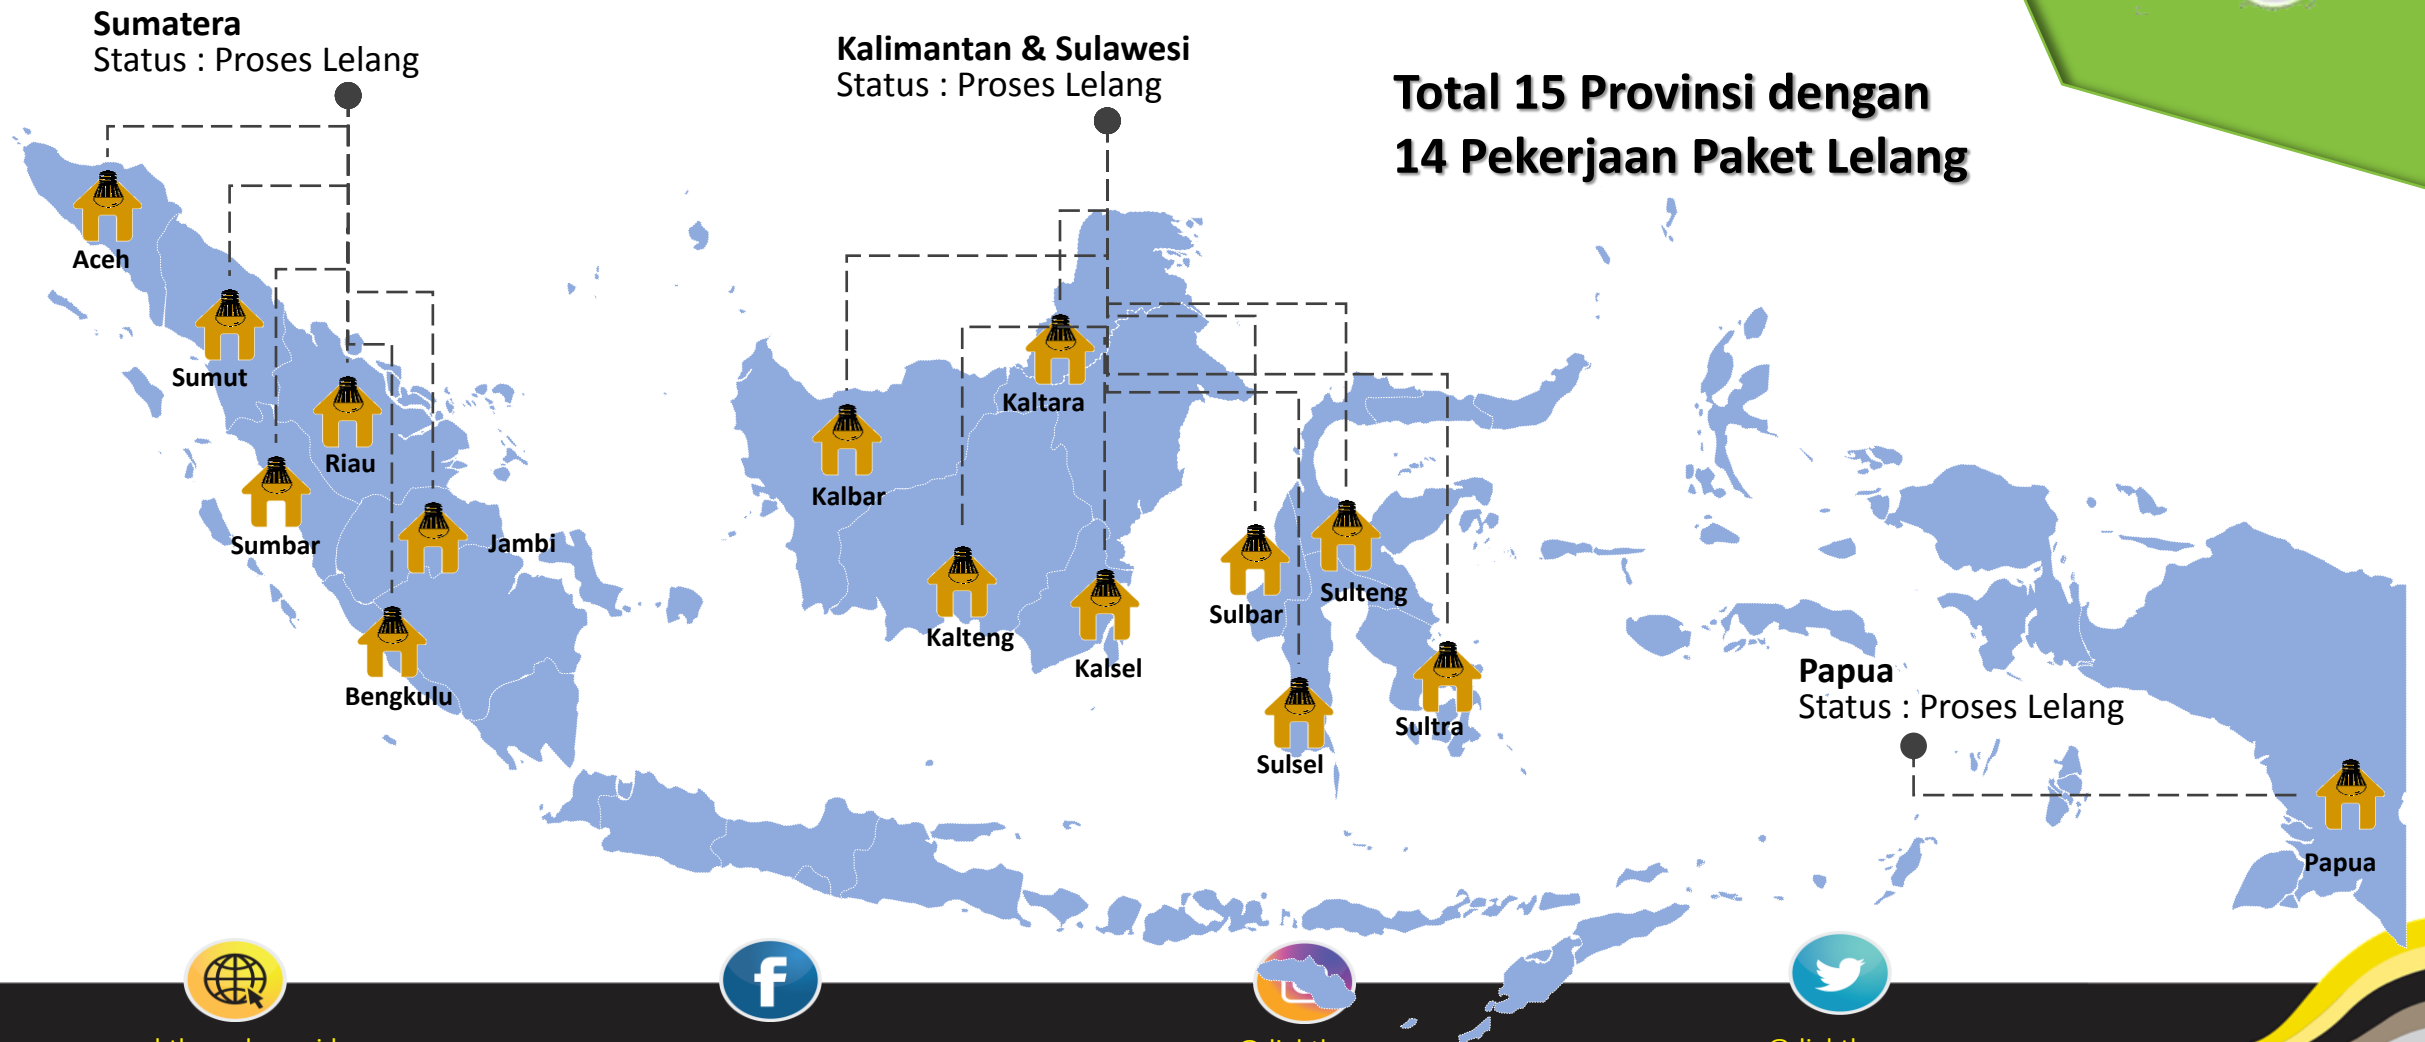 Sumatera
Status : Proses Lelang
Kalimantan & Sulawesi
Status : Proses Lelang
Total 15 Provinsi dengan
14 Pekerjaan Paket Lelang
Aceh
Sumut
Riau
Sumbar
Jambi
Bengkulu
Kaltara
Kalbar
Kalteng
Kalsel
Sulbar
Sulteng
Sulsel
Sultra
Papua
Status : Proses Lelang
Papua